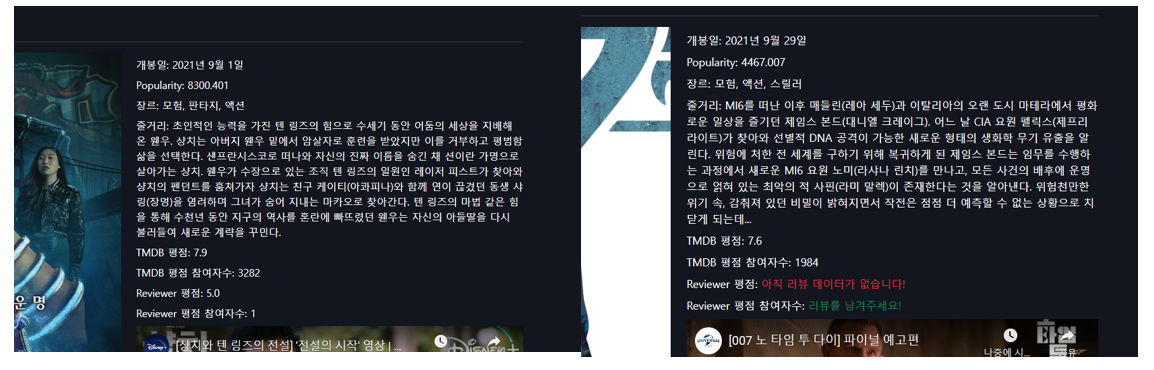 개봉일: 2021년 9월 1일
Popularity: 8300.401
장르: 모험, 판타지, 액션
줄거리: 초인적인 능력을 가진 텐 링즈의 힘으로 수세기 동안 어둠의 세상을 지배해
온 웬우. 샹치는 아버지 웬우 밑에서 암살자로 훈련을 받았지만 이를 거부하고 평범함
삶을 선택한다. 샌프란시스코로 떠나와 자신의 진짜 이름을 숨긴 채 션이란 가명으로
살아가는 샹치. 웬우가 수장으로 있는 조직 텐 링즈의 일원인 레이저 피스트가 찾아와
샹치의 펜던트를 훔쳐가자 샹치는 친구 케이티(아콰피나)와 함께 연이 끊겼던 동생 샤
링(장명)을 염려하며 그녀가 숨어 지내는 마카오로 찾아간다. 텐 링즈의 마법 같은 힘
을 통해 수천년 동안 지구의 역사를 혼란에 빠뜨렸던 웬우는 자신의 아들딸을 다시
불러들여 새로운 계략을 꾸민다.
TMDB 평점: 7.9
TMDB 평점 참여자수: 3282
Reviewer 평점: 5.0
Reviewer 평점 참여자수: 1
운 명
Disney+
[샹치와 텐 링즈의 전설] '전설의 시작' 영상 | ...
개봉일: 2021년 9월 29일
Popularity: 4467.007
장르: 모험, 액션, 스릴러
줄거리: MI6를 떠난 이후 매들린(레아 세두)과 이탈리아의 오랜 도시 마테라에서 평화
로운 일상을 즐기던 제임스 본드(대니엘 크레이그). 어느 날 CIA 요원 펠릭스(제프리
라이트)가 찾아와 선별적 DNA 공격이 가능한 새로운 형태의 생화학 무기 유출을 알
린다. 위험에 처한 전 세계를 구하기 위해 복귀하게 된 제임스 본드는 임무를 수행하
는 과정에서 새로운 MI6 요원 노미(라샤나 린치)를 만나고, 모든 사건의 배후에 운명
으로 얽혀 있는 최악의 적 사핀(라미 말렉)이 존재한다는 것을 알아낸다. 위험천만한
위기 속, 감춰져 있던 비밀이 밝혀지면서 작전은 점점 더 예측할 수 없는 상황으로 치
닫게 되는데...
TMDB 평점: 7.6
TMDB 평점 참여자수: 1984
Reviewer 평점: 아직 리뷰 데이터가 없습니다!
Reviewer 평점 참여자수: 리뷰를 남겨주세요!
UNIVERSAL
[007 노 타임 투 다이] 파이널 예고편
나중에 시...
공유